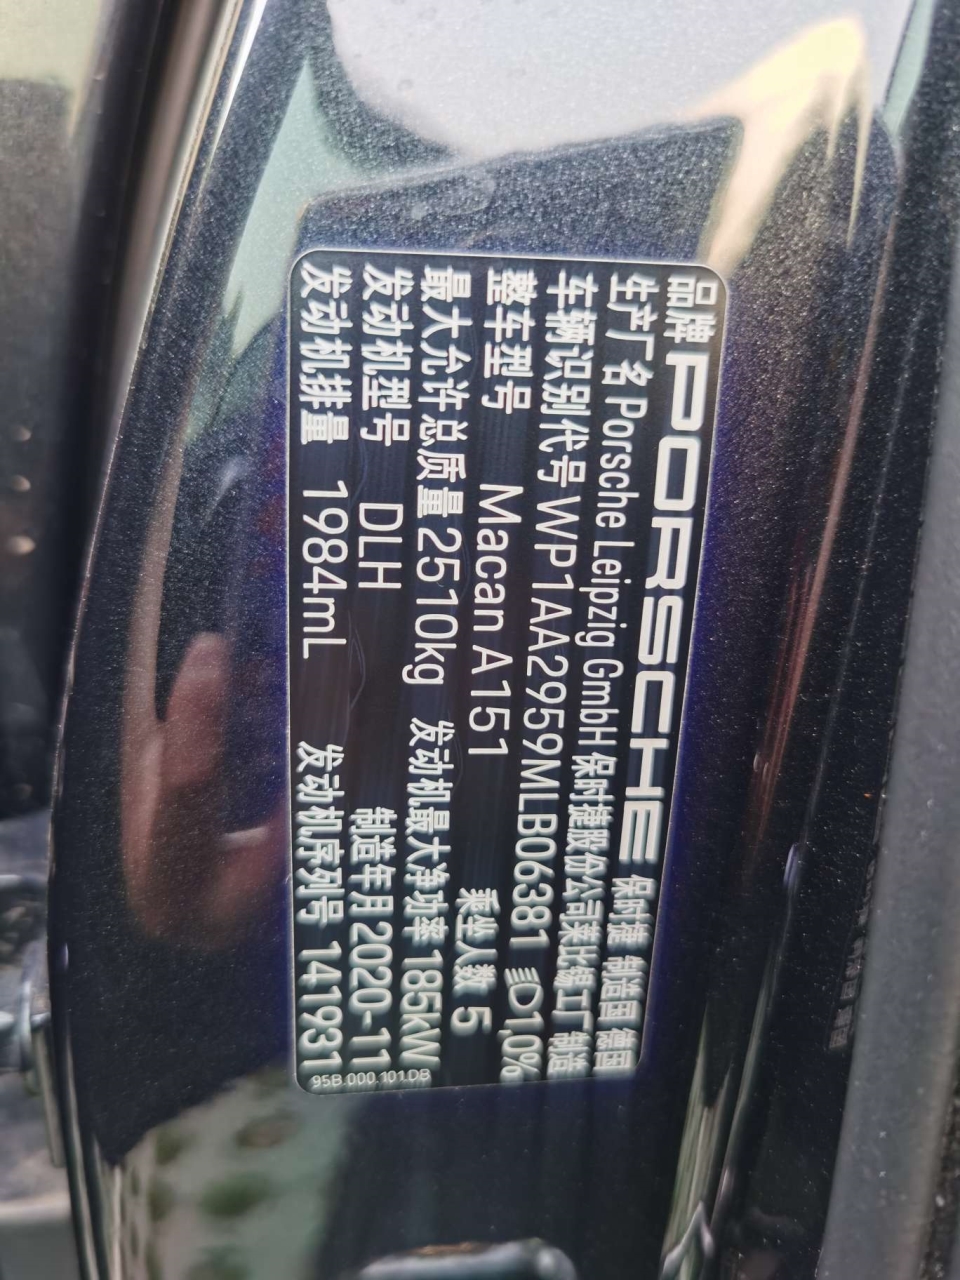 品牌 PORSCHE 保时捷 制造国 德国
生产厂名 Porsche Leipzig GmbH 保时捷股份公司莱比锡工厂 制造
车辆识别代号 WP1AA2959MLB06381 1,0%
整车型号 Macan A151 乘坐人数 5
最大允许总质量 2510kg 发动机最大净功率 185kW
发动机型号 DLH 制造年月 2020-11
发动机排量 1984mL 发动机序列号 141931
95B.000.101.DB